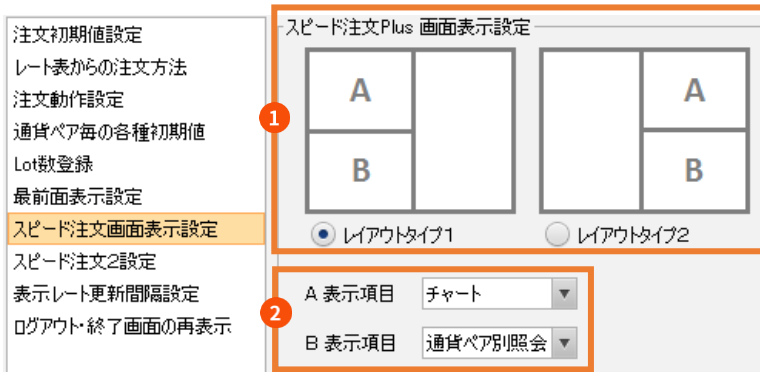 注文初期値設定
レート表からの注文方法
注文動作設定
通貨ペア毎の各種初期値
Lot数登録
最前面表示設定
スピード注文画面表示設定
スピード注文2設定
表示レート更新間隔設定
ログアウト・終了画面の再表示
1
スピード注文Plus 画面表示設定
A
B
A
B
レイアウトタイプ1
レイアウトタイプ2
2
A 表示項目 チャート
B 表示項目 通貨ペア別照会